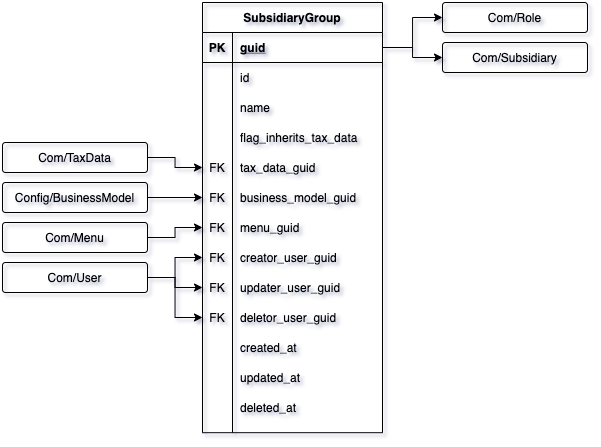 SubsidiaryGroup
PK guid
id
name
flag_inherits_tax_data
FK tax_data_guid
FK business_model_guid
FK menu_guid
FK creator_user_guid
FK updater_user_guid
FK deletor_user_guid
created_at
updated_at
deleted_at
Com/TaxData
Config/BusinessModel
Com/Menu
Com/User
Com/Role
Com/Subsidiary